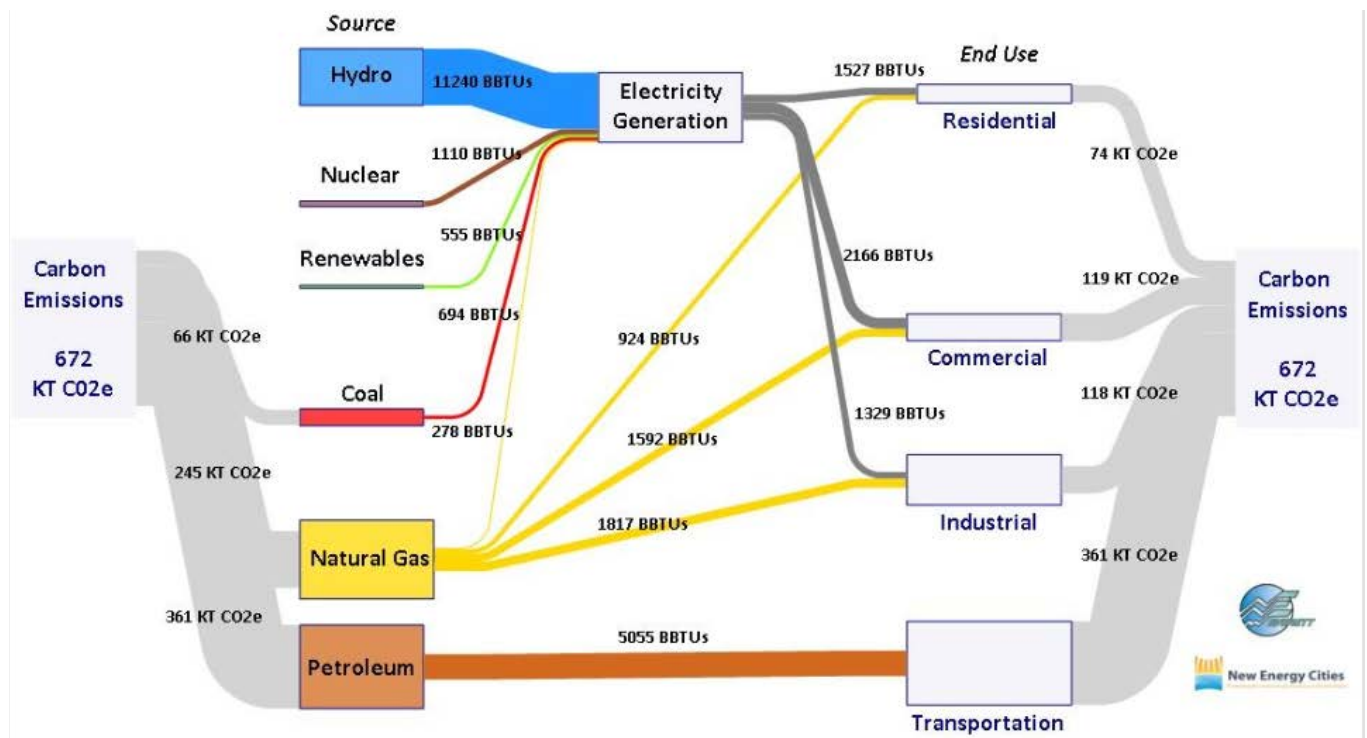 Source
Hydro
11240 BBTUs
Electricity
Generation
1527 BBTUs
End Use
Residential
Nuclear
1110 BBTUs
74 KT CO2e
Renewables
555 BBTUs
694 BBTUs
2166 BBTUs
Carbon
Emissions
672
KT CO2e
66 KT CO2e
Coal
278 BBTUs
924 BBTUs
Commercial
119 KT CO2e
Carbon
Emissions
672
KT CO2e
118 KT CO2e
1329 BBTUs
1592 BBTUs
245 KT CO2e
Natural Gas
1817 BBTUs
Industrial
361 KT CO2e
361 KT CO2e
Petroleum
5055 BBTUs
Transportation
EVERETT
New Energy Cities